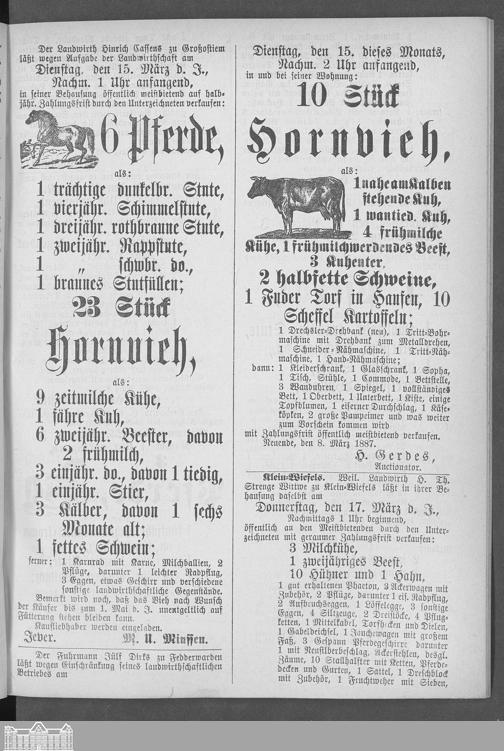 Der Landwirth Hinrich Cassens zu Großostiem
läßt wegen Aufgabe der Landwirthschaft am
Dienstag, den 15. März d. J.,
Nachm. 1 Uhr anfangend,
in seiner Behausung öffentlich meistbietend auf halb-
jähr. Zahlungsfrist durch den Unterzeichneten verkaufen:
6 Pferde,
als:
1 trächtige dunkelbr. Stute,
1 vierjähr. Schimmelstute,
1 dreijähr. rothbraune Stute,
1 zweijähr. Rappstute,
1 „ schwbr. do.,
1 braunes Stutfüllen;
23 Stück
Hornvieh,
als:
9 zeitmilche Kühe,
1 fähre Kuh,
6 zweijähr. Beester, davon
2 frühmilch,
3 einjähr. do., davon 1 tiedig,
1 einjähr. Stier,
3 Kälber, davon 1 sechs
Monate alt;
1 fettes Schwein;
ferner: 1 Karnrad mit Karne, Milchballien, 2
Pflüge, darunter 1 leichter Radpflug,
3 Eggen, etwas Geschirr und verschiedene
sonstige landwirthschaftliche Gegenstände.
Bemerkt wird noch, daß das Vieh nach Wunsch
der Käufer bis zum 1. Mai d. J. unentgeltlich auf
Fütterung stehen bleiben kann.
Kaufliebhaber werden eingeladen.
Jever. M. U. Minssen.
Der Fuhrmann Jülf Dirks zu Fedderwarden
läßt wegen Einschränkung seines landwirthschaftlichen
Betriebes am
Dienstag, den 15. dieses Monats,
Nachm. 2 Uhr anfangend,
in und bei seiner Wohnung:
10 Stück
Hornvieh,
als:
1 nahe am Kalben
stehende Kuh,
1 wantied. Kuh,
4 frühmilche
Kühe, 1 frühmilchwerdendes Beest,
3 Kuhenter,
2 halbfette Schweine,
1 Fuder Torf in Haufen, 10
Scheffel Kartoffeln;
1 Drechsler-Drehbank (neu), 1 Tritt-Bohr-
maschine mit Drehbank zum Metalldrehen,
1 Schneider-Nähmaschine, 1 Tritt-Näh-
maschine, 1 Hand-Nähmaschine;
dann: 1 Kleiderschrank, 1 Glasschrank, 1 Sopha,
1 Tisch, Stühle, 1 Commode, 1 Bettstelle,
3 Wanduhren, 1 Spiegel, 1 vollständiges
Bett, 1 Oberbett, 1 Unterbett, 1 Kiste, einige
Topfblumen, 1 eiserner Durchschlag, 1 Käse-
köpken, 2 große Pampeimer und was weiter
zum Vorschein kommen wird
mit Zahlungsfrist öffentlich meistbietend verkaufen.
Neuende, den 8. März 1887.
H. Gerdes,
Auctionator.
Klein-Wiefels. Weil. Landwirth H. Th.
Strenge Wittwe zu Klein-Wiefels läßt in ihrer Be-
hausung daselbst am
Donnerstag, den 17. März d. J.,
Nachmittags 1 Uhr beginnend,
öffentlich an den Meistbietenden durch den Unter-
zeichneten mit geraumer Zahlungsfrist verkaufen:
3 Milchkühe,
1 zweijähriges Beest,
10 Hühner und 1 Hahn,
1 gut erhaltenen Phaeton, 3 Ackerwagen mit
Zubehör, 2 Pflüge, darunter 1 eis. Radpflug,
2 Aufbruchseggen, 1 Löffelegge, 3 sonstige
Eggen, 4 Sillzeuge, 2 Dreistöcke, 4 Pflug-
ketten, 1 Mittelkabel, Torfhicken und Dielen,
1 Gabeldeichsel, 1 Jauchewagen mit großem
Faß, 3 Gespann Pferdegeschirre darunter
1 mit Neusilberbeschlag, Ackerstehlen, desgl.
Zäume, 10 Stallhalfter mit Ketten, Pferde-
decken und Gurten, 1 Sattel, 1 Dreschblock
mit Zubehör, 1 Fruchtweher mit Sieben,